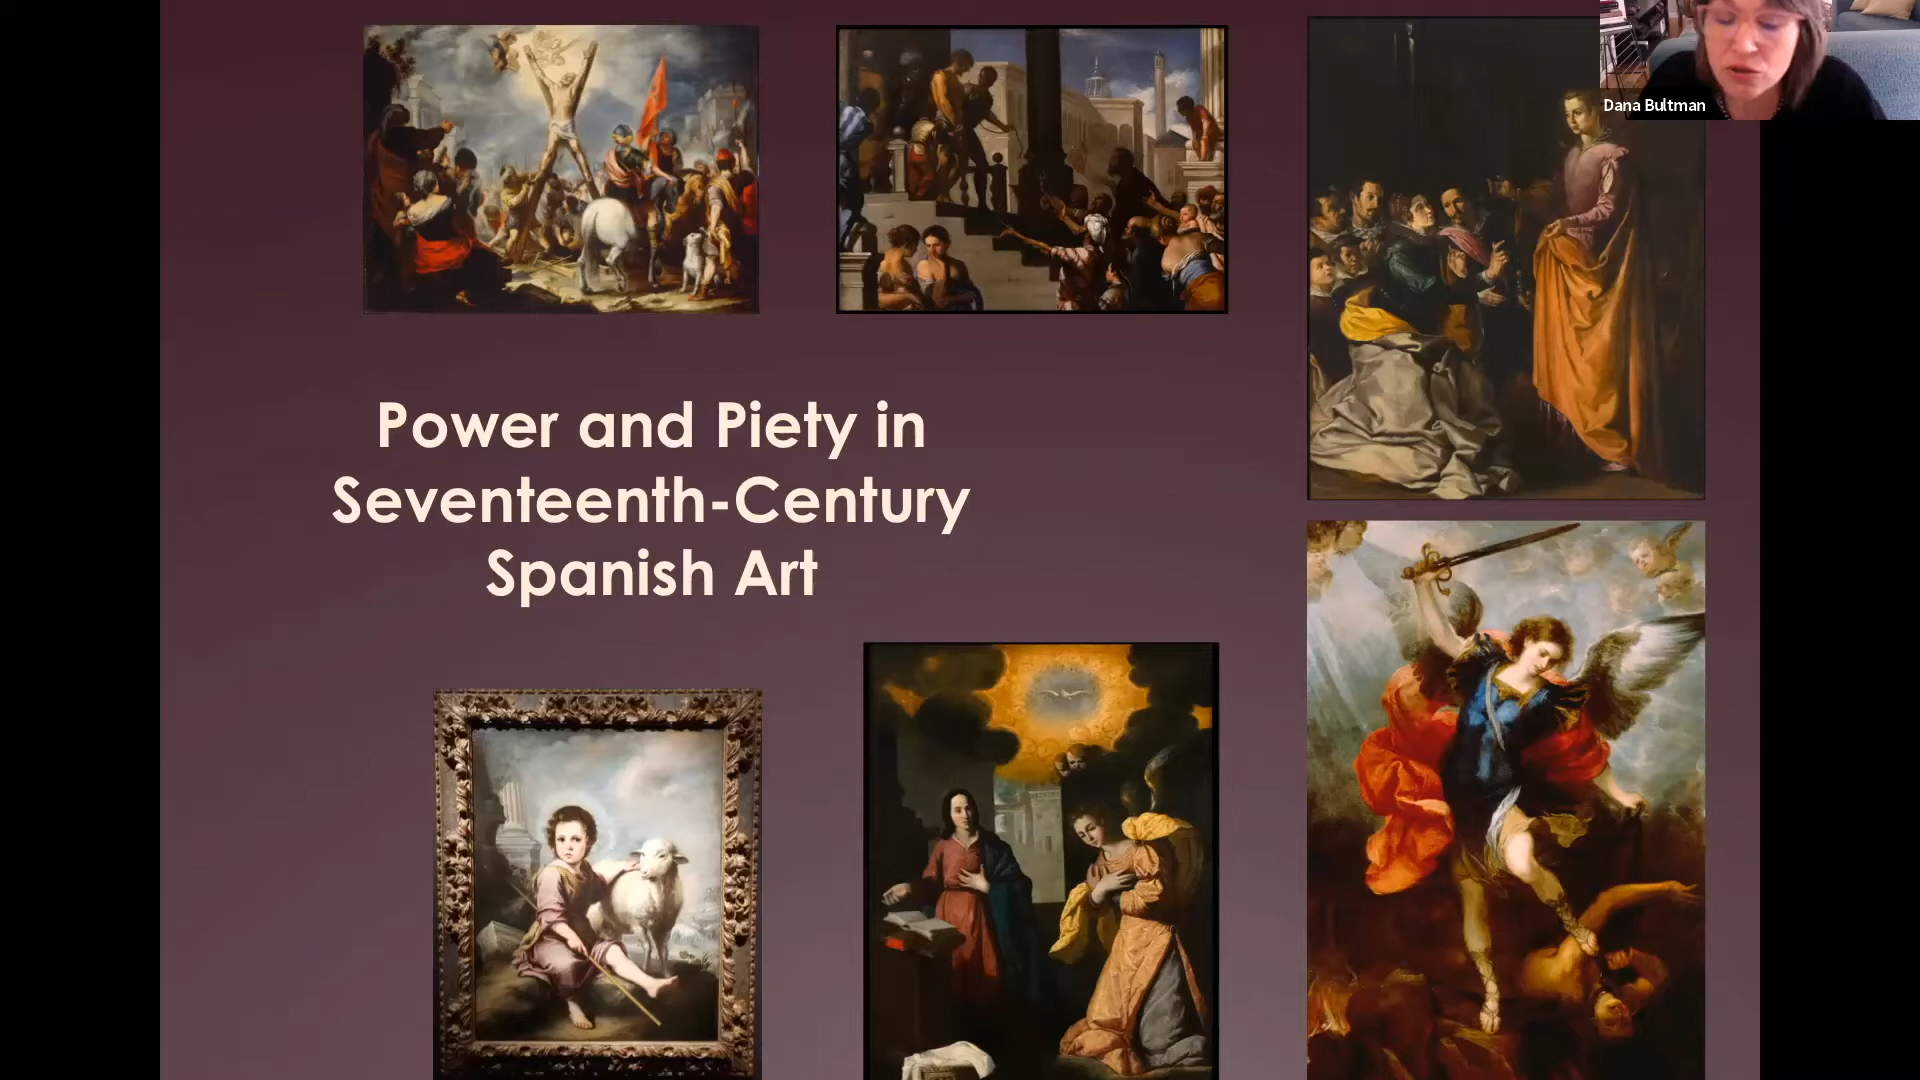 Dana Bultman
Power and Piety in
Seventeenth-Century
Spanish Art